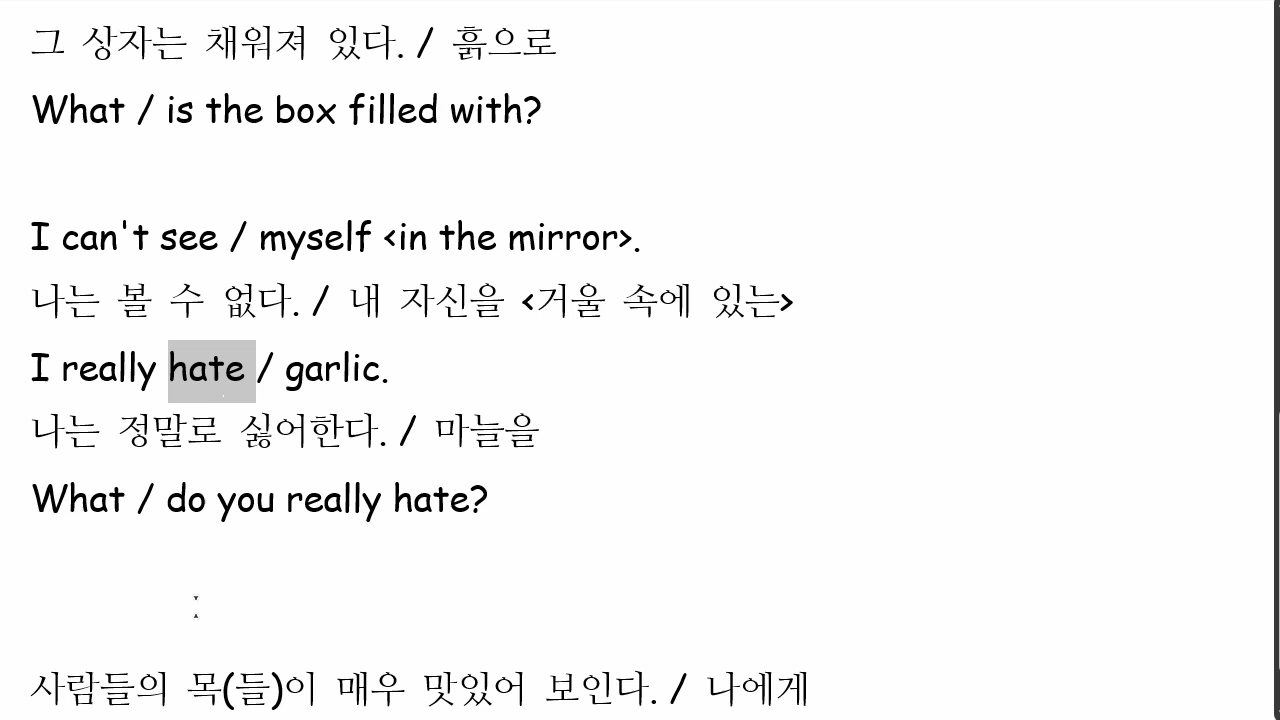 그 상자는 채워져 있다. / 흙으로
What / is the box filled with?
I can't see / myself <in the mirror>.
나는 볼 수 없다. / 내 자신을 <거울 속에 있는>
I really hate / garlic.
나는 정말로 싫어한다. / 마늘을
What / do you really hate?
사람들의 목(들)이 매우 맛있어 보인다. / 나에게